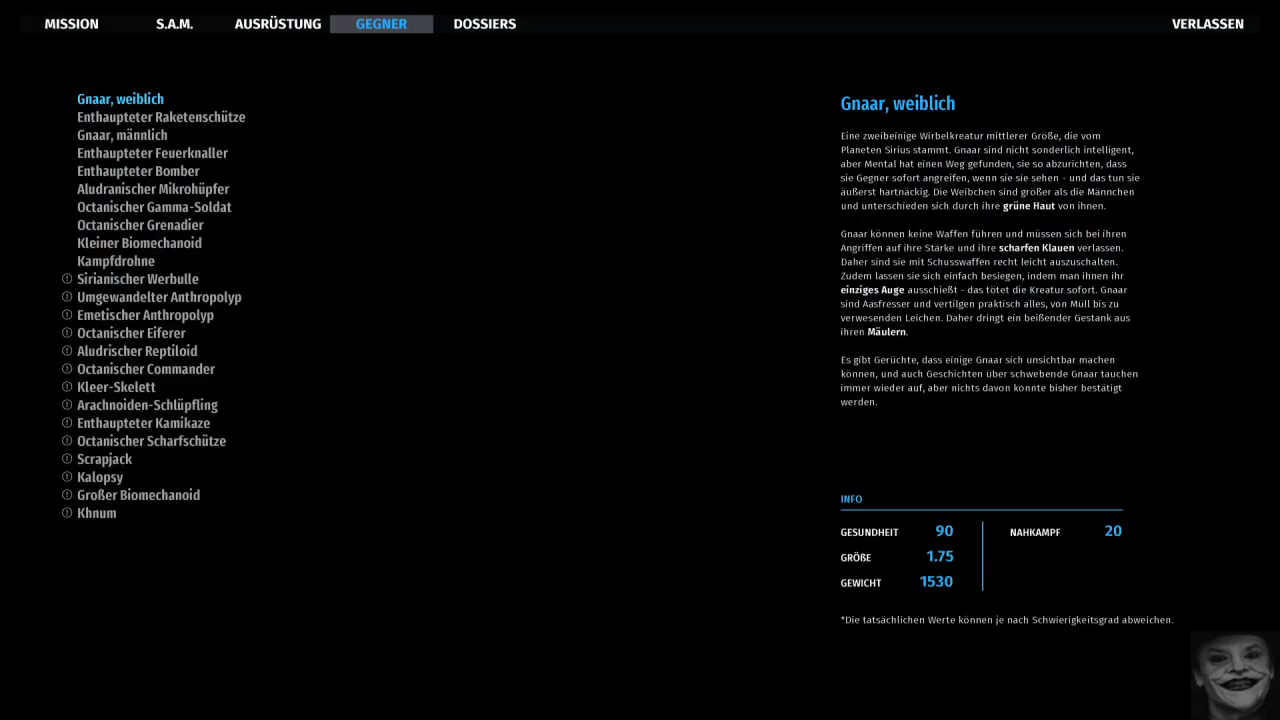 MISSION S.A.M. AUSRÜSTUNG GEGNER DOSSIERS VERLASSEN
Gnaar, weiblich
Enthaupteter Raketenschütze
Gnaar, männlich
Enthaupteter Feuerknaller
Enthaupteter Bomber
Aludranischer Mikrohüpfer
Octanischer Gamma-Soldat
Octanischer Grenadier
Kleiner Biomechanoid
Kampfdrohne
Sirianischer Werbulle
Umgewandelter Anthropolyp
Emetischer Anthropolyp
Octanischer Eiferer
Aludrischer Reptiloid
Octanischer Commander
Kleer-Skelett
Arachnoiden-Schlüpfling
Enthaupteter Kamikaze
Octanischer Scharfschütze
Scrapjack
Kalopsy
Großer Biomechanoid
Khnum
Gnaar, weiblich
Eine zweibeinige Wirbelkreatur mittlerer Größe, die vom
Planeten Sirius stammt. Gnaar sind nicht sonderlich intelligent,
aber Mental hat einen Weg gefunden, sie so abzurichten, dass
sie Gegner sofort angreifen, wenn sie sie sehen - und das tun sie
äußerst hartnäckig. Die Weibchen sind größer als die Männchen
und unterschieden sich durch ihre grüne Haut von ihnen.
Gnaar können keine Waffen führen und müssen sich bei ihren
Angriffen auf ihre Stärke und ihre scharfen Klauen verlassen.
Daher sind sie mit Schusswaffen recht leicht auszuschalten.
Zudem lassen sie sich einfach besiegen, indem man ihnen ihr
einziges Auge ausschießt - das tötet die Kreatur sofort. Gnaar
sind Aasfresser und vertilgen praktisch alles, von Müll bis zu
verwesenden Leichen. Daher dringt ein beißender Gestank aus
ihren Mäulern.
Es gibt Gerüchte, dass einige Gnaar sich unsichtbar machen
können, und auch Geschichten über schwebende Gnaar tauchen
immer wieder auf, aber nichts davon konnte bisher bestätigt
werden.
INFO
GESUNDHEIT 90 NAHKAMPF 20
GRÖßE 1.75
GEWICHT 1530
*Die tatsächlichen Werte können je nach Schwierigkeitsgrad abweichen.